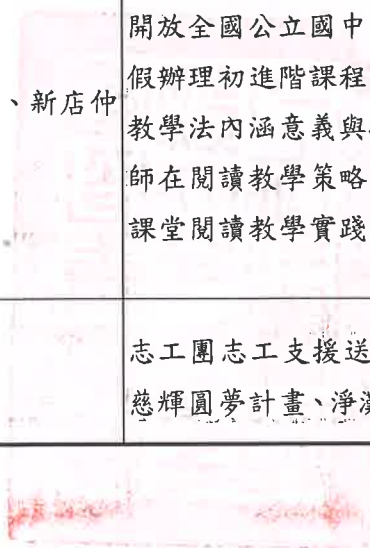 開放全國公立國中
假辦理初進階課程
、新店仲
教學法內涵意義與
師在閱讀教學策略
課堂閱讀教學實踐
志工團志工支援送
慈輝圓夢計畫、淨